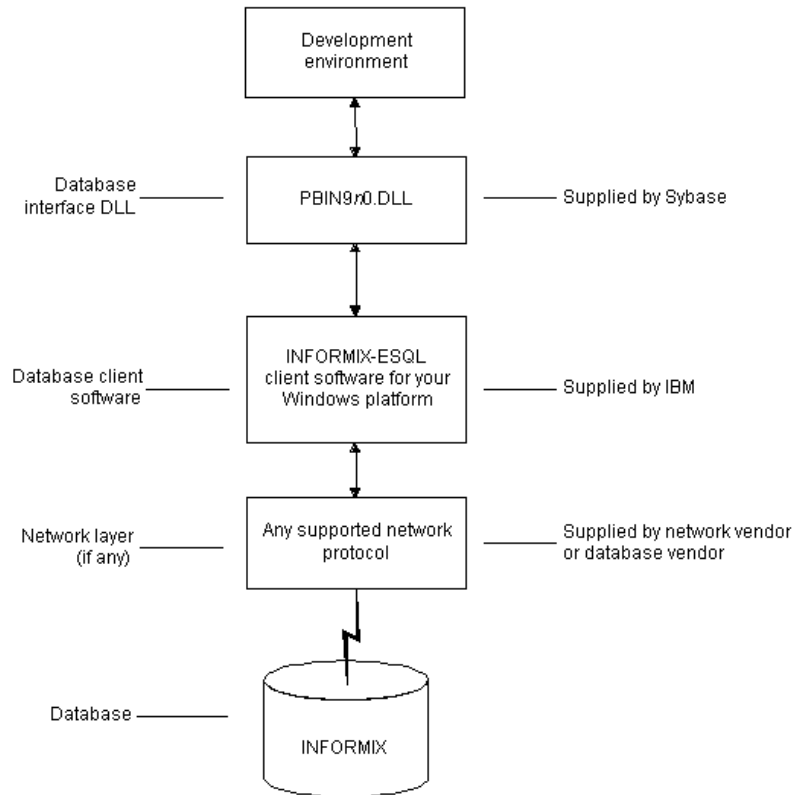 Development
environment
Database
interface DLL
PBIN9n0.DLL
Supplied by Sybase
Database client
software
INFORMIX-ESQL
client software for your
Windows platform
Supplied by IBM
Network layer
(if any)
Any supported network
protocol
Supplied by network vendor
or database vendor
Database
INFORMIX